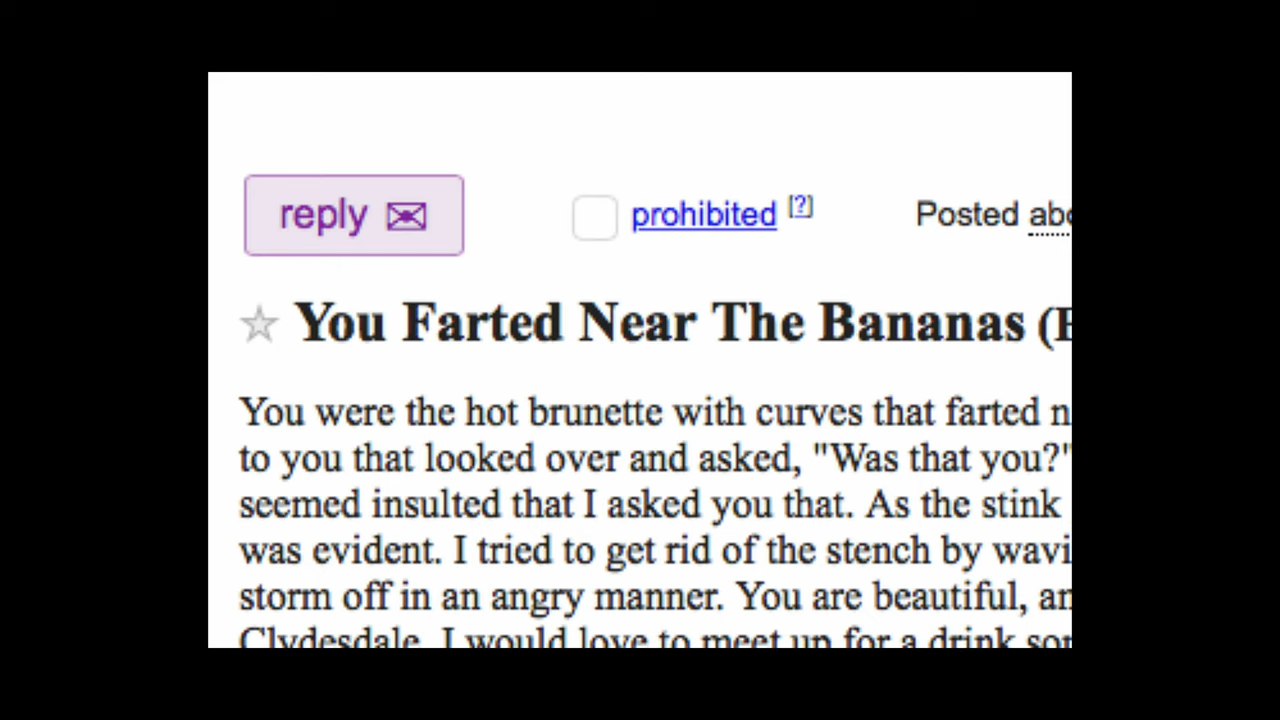 reply
prohibited [?]
Posted
You Farted Near The Bananas
You were the hot brunette with curves that farted
to you that looked over and asked, "Was that you?"
seemed insulted that I asked you that. As the stink
was evident. I tried to get rid of the stench by
storm off in an angry manner. You are beautiful,
Clydesdale. I would love to meet up for a drink